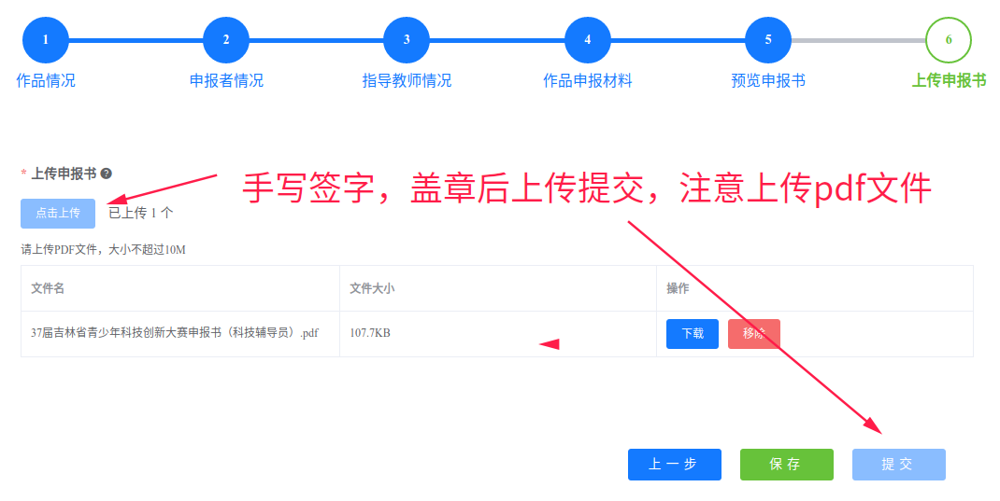 1
2
3
4
5
6
作品情况
申报者情况
指导教师情况
作品申报材料
预览申报书
上传申报书
* 上传申报书 ?
手写签字，盖章后上传提交，注意上传pdf文件
点击上传
已上传 1 个
请上传PDF文件，大小不超过10M
文件名
文件大小
操作
37届吉林省青少年科技创新大赛申报书（科技辅导员）.pdf
107.7KB
下载
移除
上一步
保存
提交